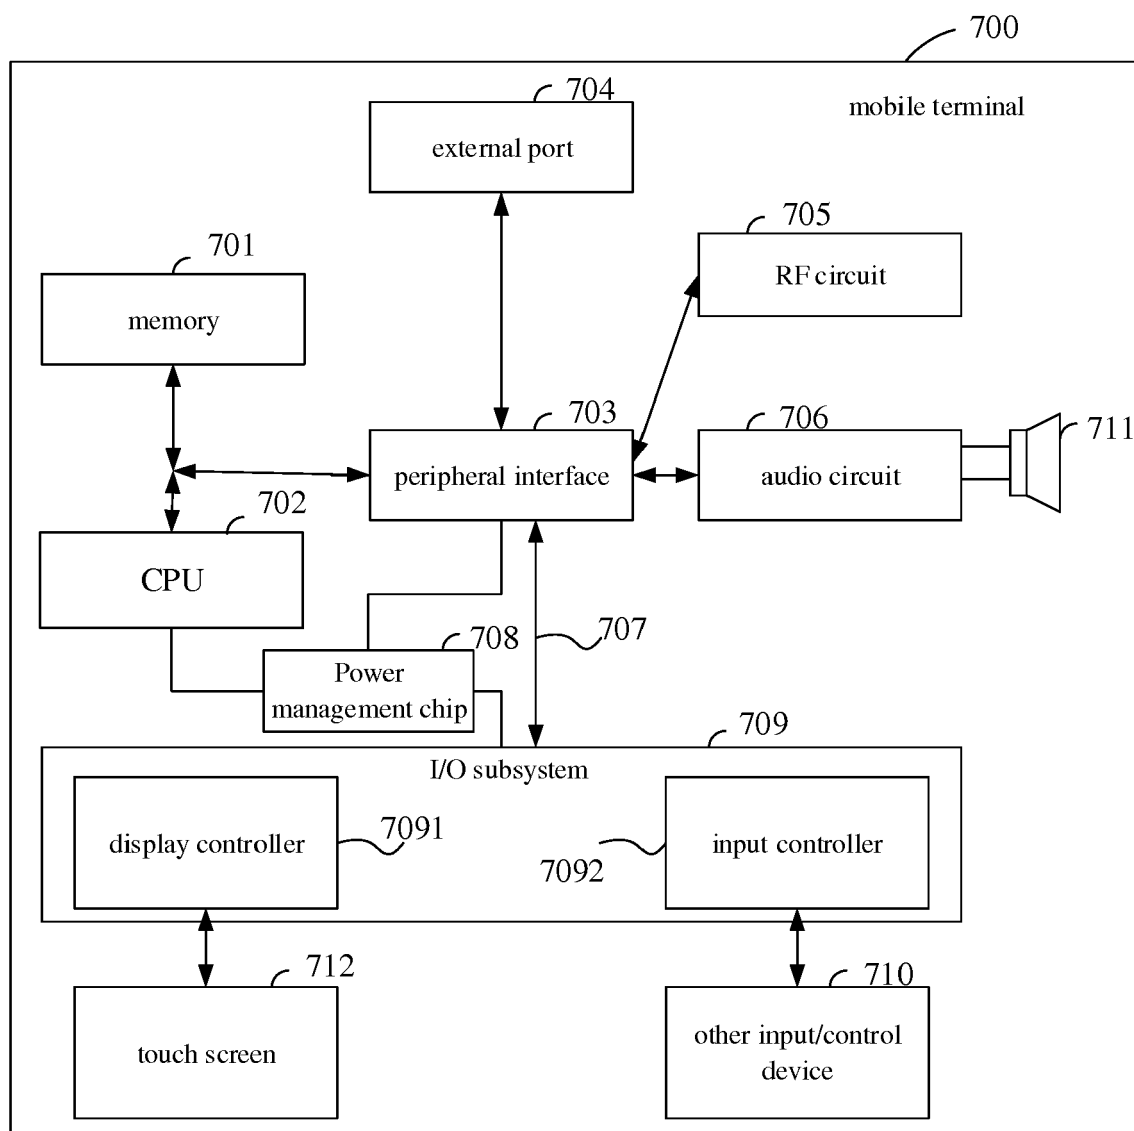 700
mobile terminal
704
external port
705
RF circuit
701
memory
703
peripheral interface
706
audio circuit
711
702
CPU
707
708
Power
management chip
709
I/O subsystem
display controller
7091
7092
input controller
712
touch screen
710
other input/control
device